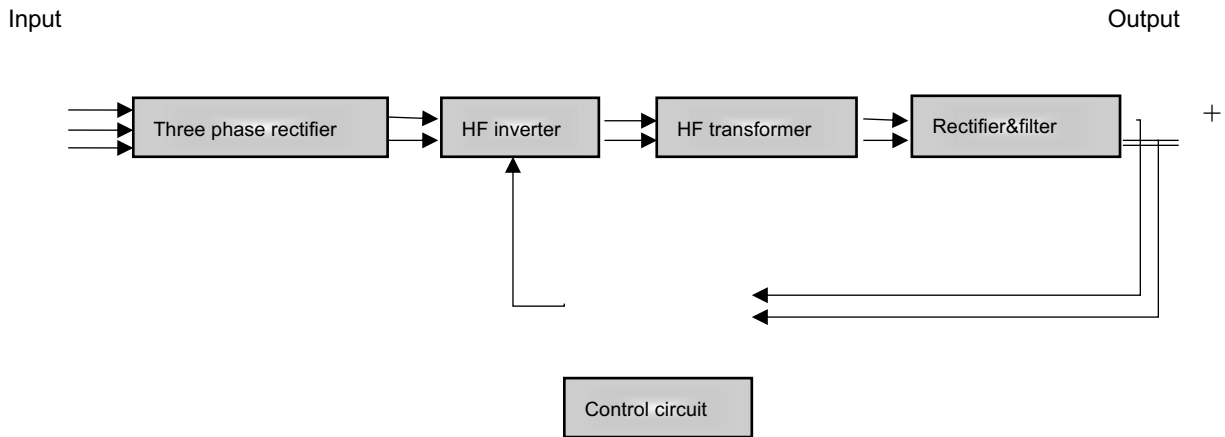 Input
Output
Three phase rectifier
HF inverter
HF transformer
Rectifier&filter
+
Control circuit